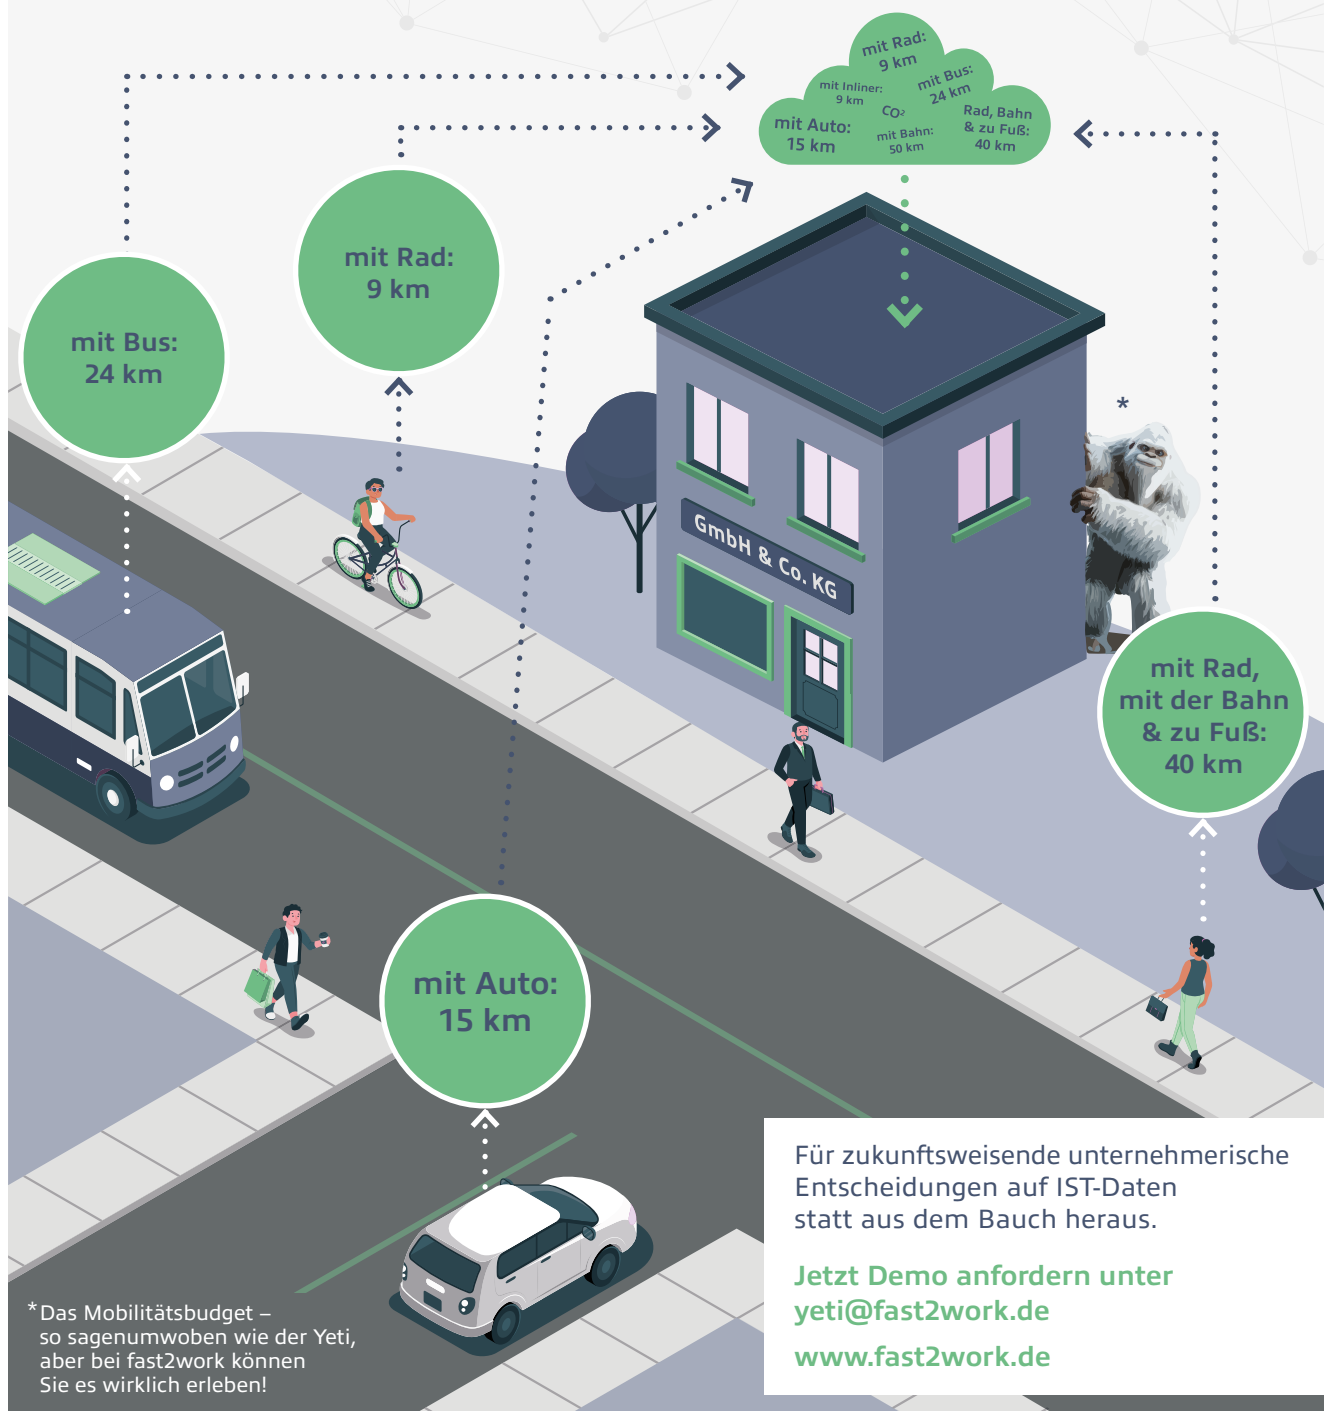 mit Rad:
9 km
mit Inliner:
9 km
mit Bus:
24 km
CO²
mit Auto:
15 km
mit Bahn:
50 km
Rad, Bahn
& zu Fuß:
40 km
mit Rad:
9 km
mit Bus:
24 km
*
GmbH & Co. KG
mit Rad,
mit der Bahn
& zu Fuß:
40 km
mit Auto:
15 km
Für zukunftsweisende unternehmerische
Entscheidungen auf IST-Daten
statt aus dem Bauch heraus.
Jetzt Demo anfordern unter
yeti@fast2work.de
www.fast2work.de
*Das Mobilitätsbudget –
so sagenumwoben wie der Yeti,
aber bei fast2work können
Sie es wirklich erleben!